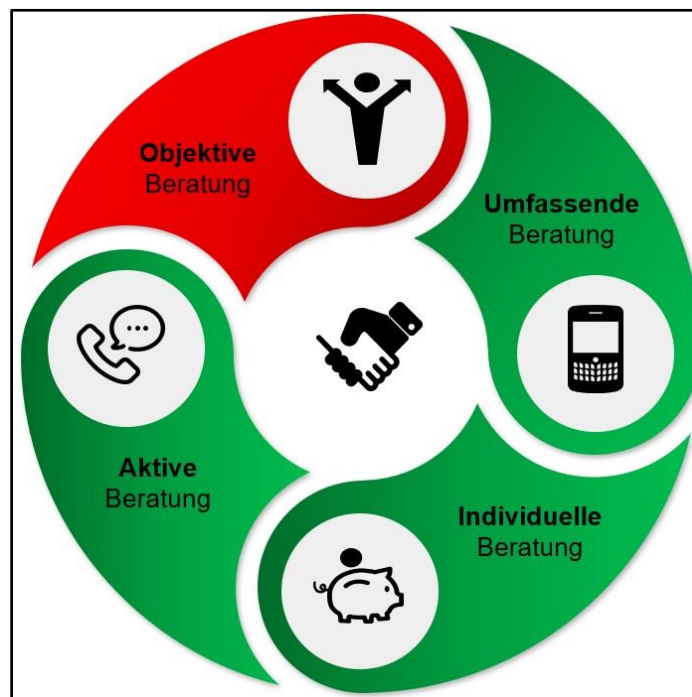 Objektive
Beratung
Umfassende
Beratung
Aktive
Beratung
Individuelle
Beratung